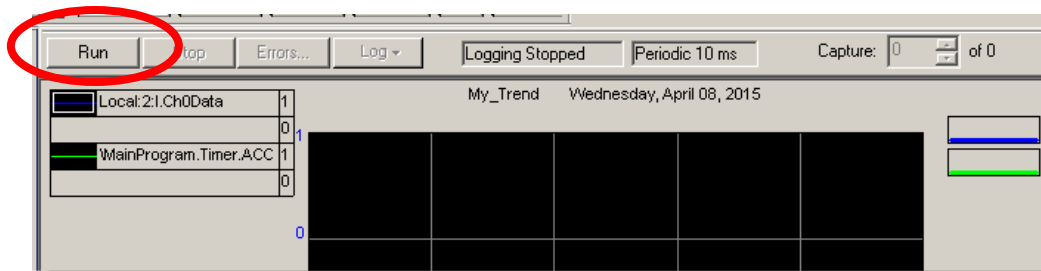 Run Stop Errors... Log Logging Stopped Periodic 10 ms Capture: 0 of 0
My_Trend Wednesday, April 08, 2015
Local:2:I.Ch0Data 1
0
1
\MainProgram.Timer.ACC 1
0
0